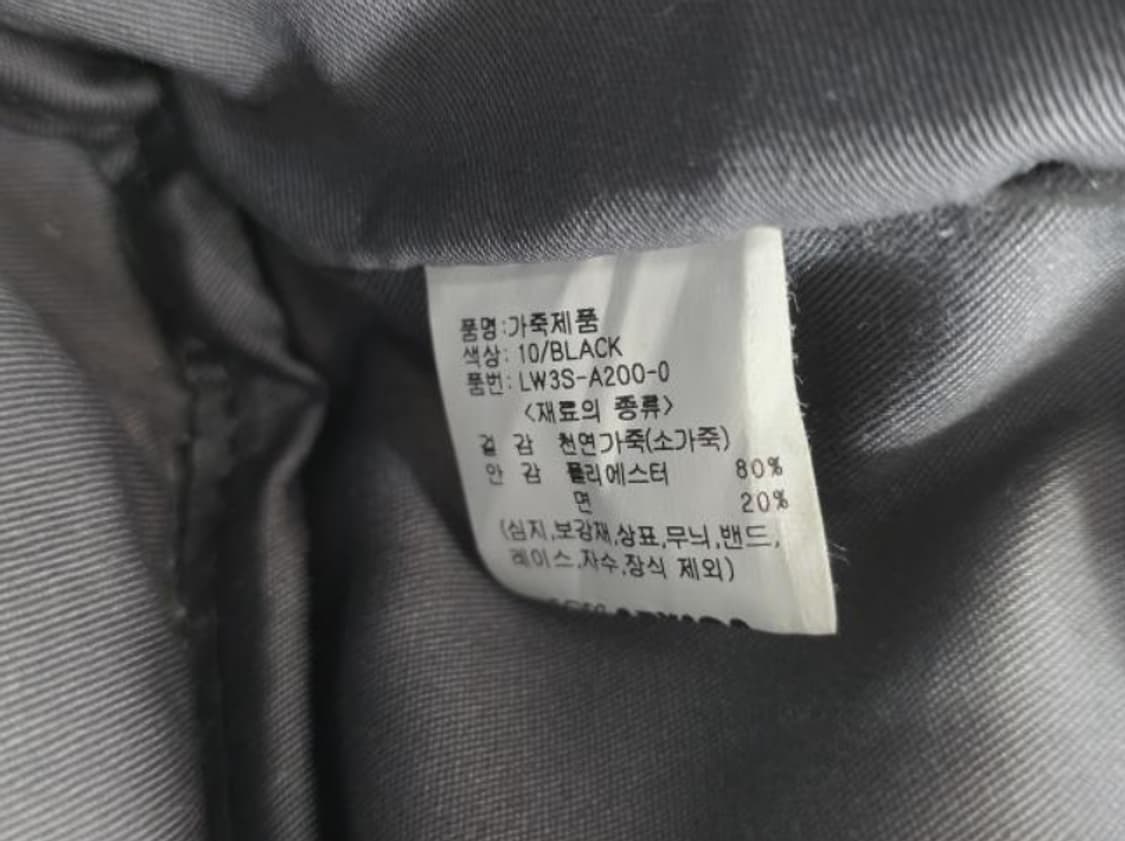 품명:가죽제품
색상: 10/BLACK
품번: LW3S-A200-0
<재료의 종류>
겉 감 천연가죽(소가죽)
안 감 폴리에스터 80%
면 20%
(심지,보강재,상표,무늬,밴드,
레이스,자수,장식 제외)